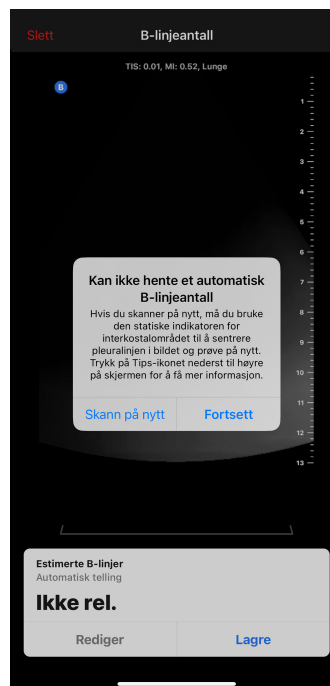 Slett
B-linjeantall
TIS: 0.01, MI: 0.52, Lunge
B
1
2
3
4
5
6
7
8
9
10
11
12
13
Kan ikke hente et automatisk
B-linjeantall
Hvis du skanner på nytt, må du bruke
den statiske indikatoren for
interkostalområdet til å sentrere
pleuralinjen i bildet og prøve på nytt.
Trykk på Tips-ikonet nederst til høyre
på skjermen for å få mer informasjon.
Skann på nytt
Fortsett
Estimerte B-linjer
Automatisk telling
Ikke rel.
Rediger
Lagre